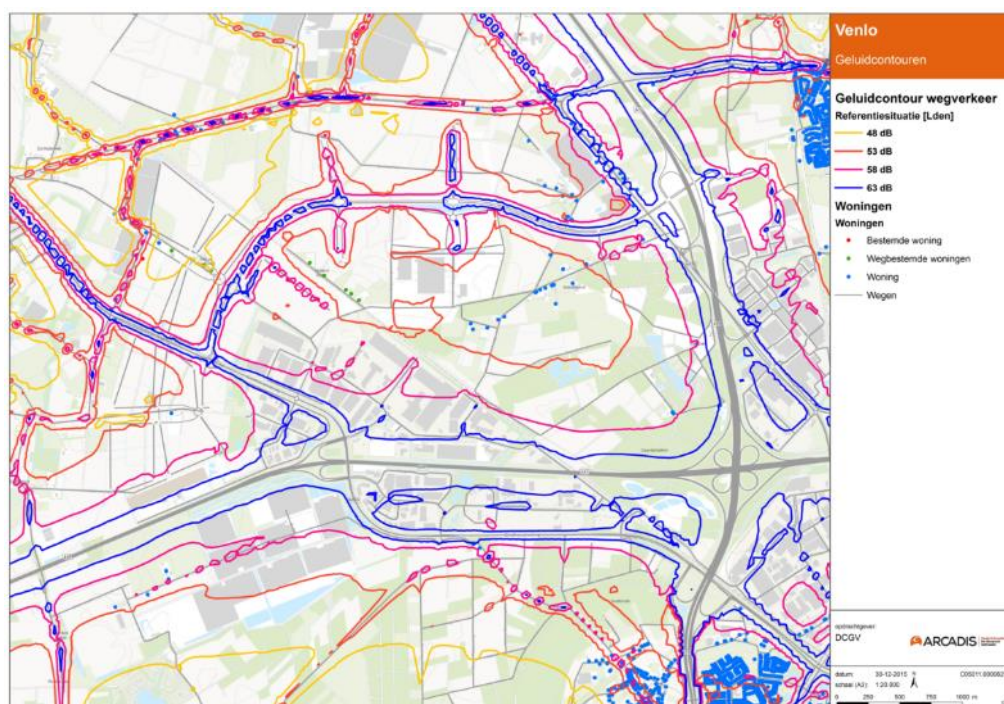 Venlo
Geluidcontouren
Geluidcontour wegverkeer
Referentiesituatie [Lden]
48 dB
53 dB
58 dB
63 dB
Woningen
Woningen
Bestemde woning
Wegbestemde woningen
Woning
Wegen
opdrachtgever:
DCGV
ARCADIS
datum: 30-12-2015
schaal (A3): 1:20.000
0 250 500 750 1000 m